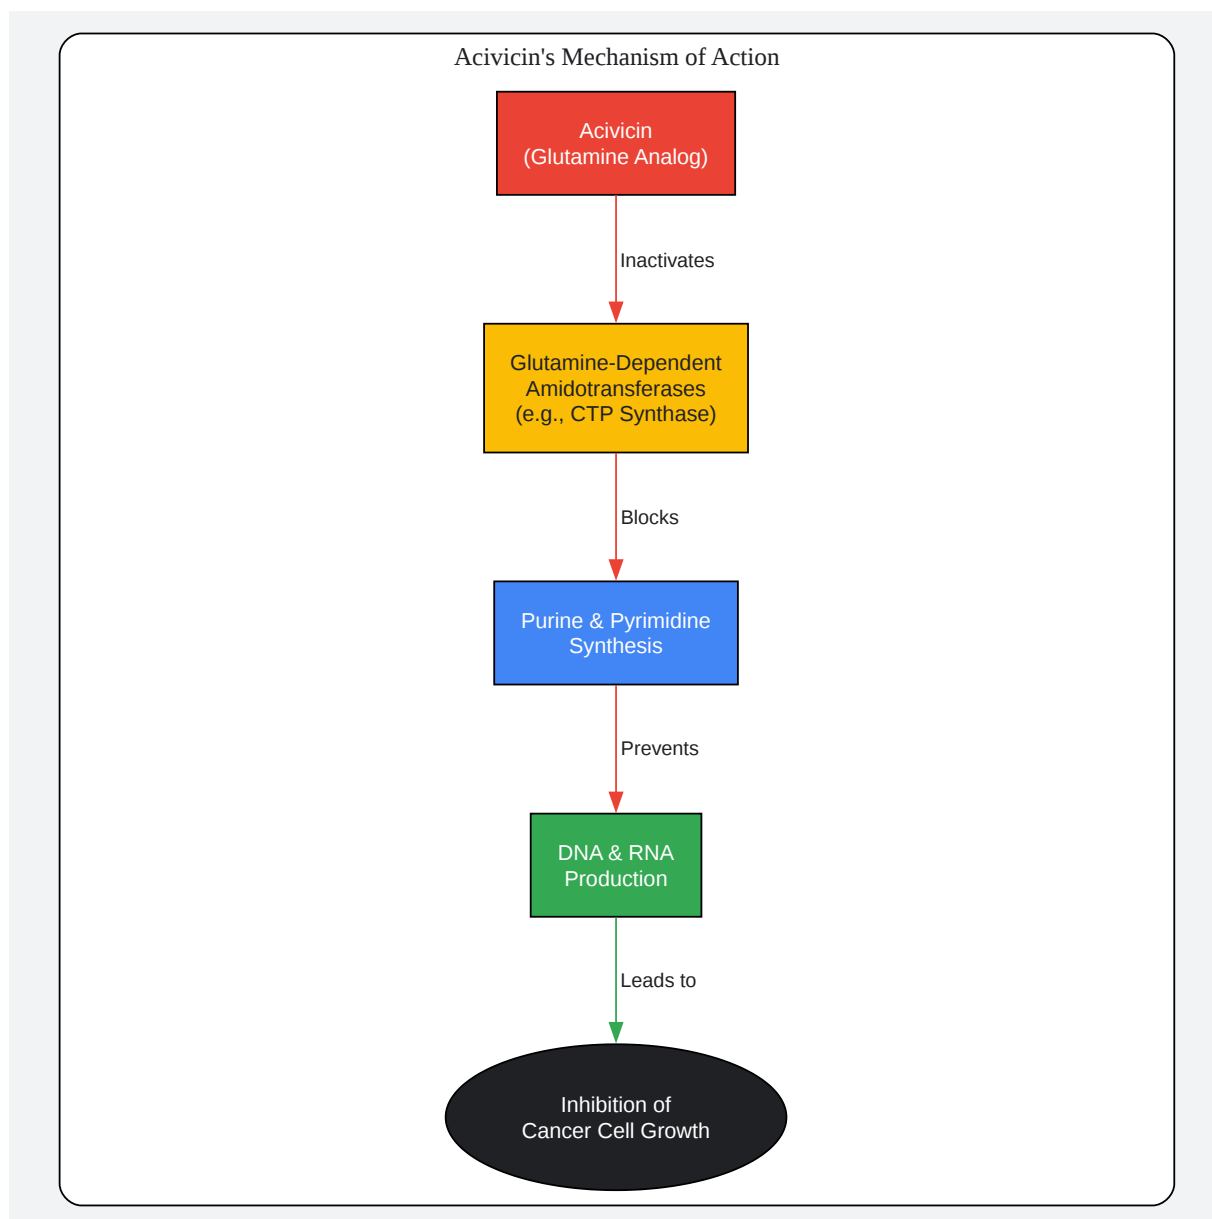 Acivicin's Mechanism of Action
Acivicin
(Glutamine Analog)
Inactivates
Glutamine-Dependent
Amidotransferases
(e.g., CTP Synthase)
Blocks
Purine & Pyrimidine
Synthesis
Prevents
DNA & RNA
Production
Leads to
Inhibition of
Cancer Cell Growth